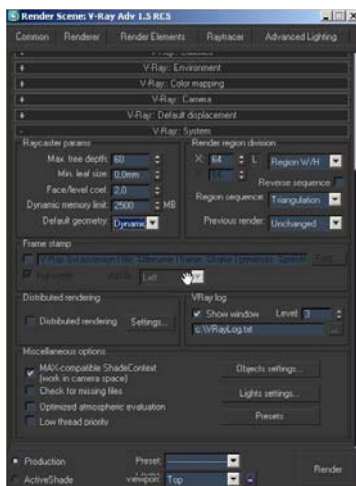 Render Scene: V-Ray Adv 1.5 RC5
Common Renderer Render Elements Raytracer Advanced Lighting
V-Ray:: Environment
V-Ray:: Color mapping
V-Ray:: Camera
V-Ray:: Default displacement
V-Ray:: System
Raycaster params
Max. tree depth: 60
Min. leaf size: 0,0mm
Face/level coef.: 2,0
Dynamic memory limit: 2500 MB
Default geometry: Dynamic
Render region division
X: 64 L Region W/H
Reverse sequence
Region sequence: Triangulation
Previous render: Unchanged
Frame stamp
Left
Distributed rendering
Distributed rendering Settings...
VRay log
Show window Level: 3
c:\VRayLog.txt ...
Miscellaneous options
MAX-compatible ShadeContext
(work in camera space)
Check for missing files
Optimized atmospheric evaluation
Low thread priority
Objects settings...
Lights settings...
Presets
Production Preset:
ActiveShade Viewport: Top
Render